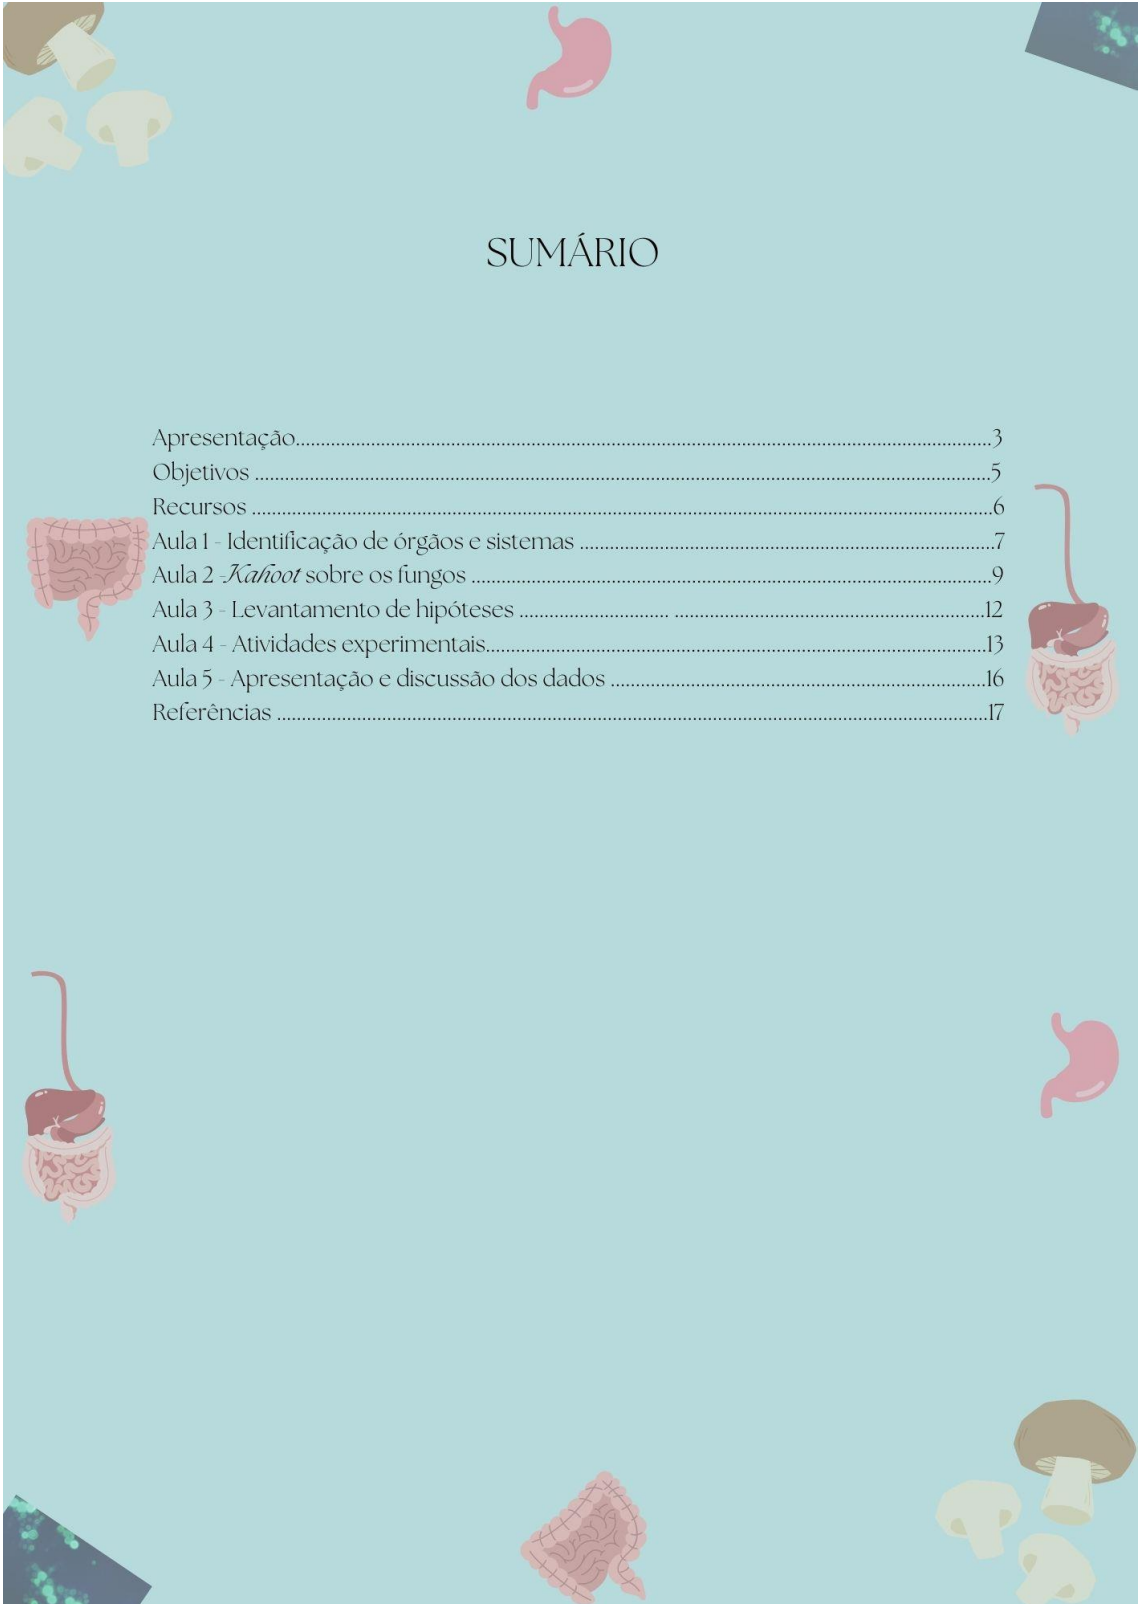 SUMÁRIO
Apresentação....................................................................................................................................................3
Objetivos ............................................................................................................................................................5
Recursos .............................................................................................................................................................6
Aula 1 - Identificação de órgãos e sistemas ........................................................................................7
Aula 2 -Kahoot sobre os fungos ..............................................................................................................9
Aula 3 - Levantamento de hipóteses ................................ ..................................................................12
Aula 4 - Atividades experimentais..........................................................................................................13
Aula 5 - Apresentação e discussão dos dados ................................................................................16
Referências .......................................................................................................................................................17